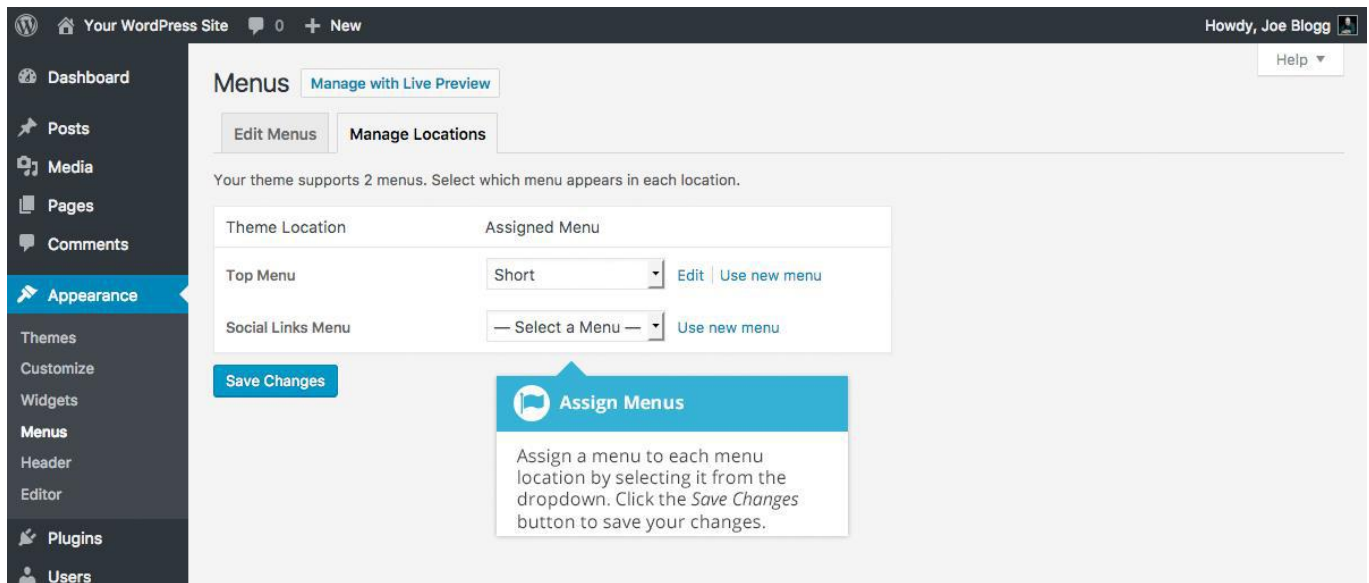 Your WordPress Site 0 + New Howdy, Joe Blogg
Help ▼
Dashboard
Posts
Media
Pages
Comments
Appearance
Themes
Customize
Widgets
Menus
Header
Editor
Plugins
Users
Menus Manage with Live Preview
Edit Menus Manage Locations
Your theme supports 2 menus. Select which menu appears in each location.
Theme Location Assigned Menu
Top Menu Short Edit | Use new menu
Social Links Menu — Select a Menu — Use new menu
Save Changes
Assign Menus
Assign a menu to each menu
location by selecting it from the
dropdown. Click the Save Changes
button to save your changes.